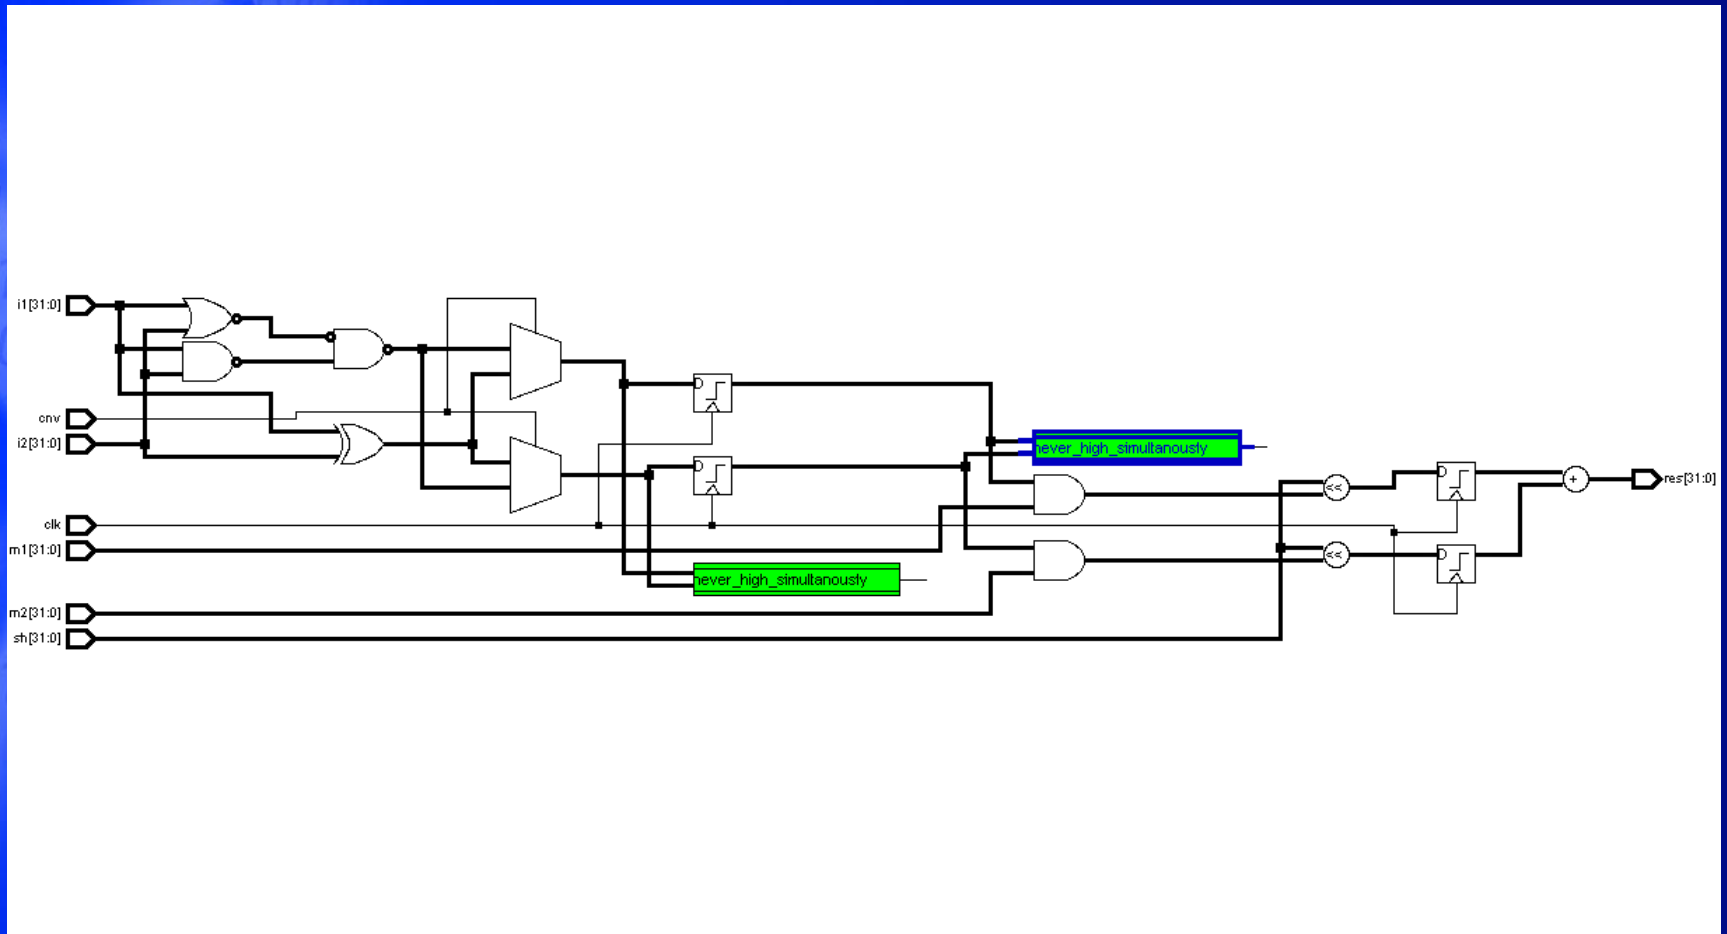 i1[31:0]
cnv
i2[31:0]
never_high_simultanously
<<
res[31:0]
+
clk
m1[31:0]
<<
never_high_simultanously
m2[31:0]
sh[31:0]